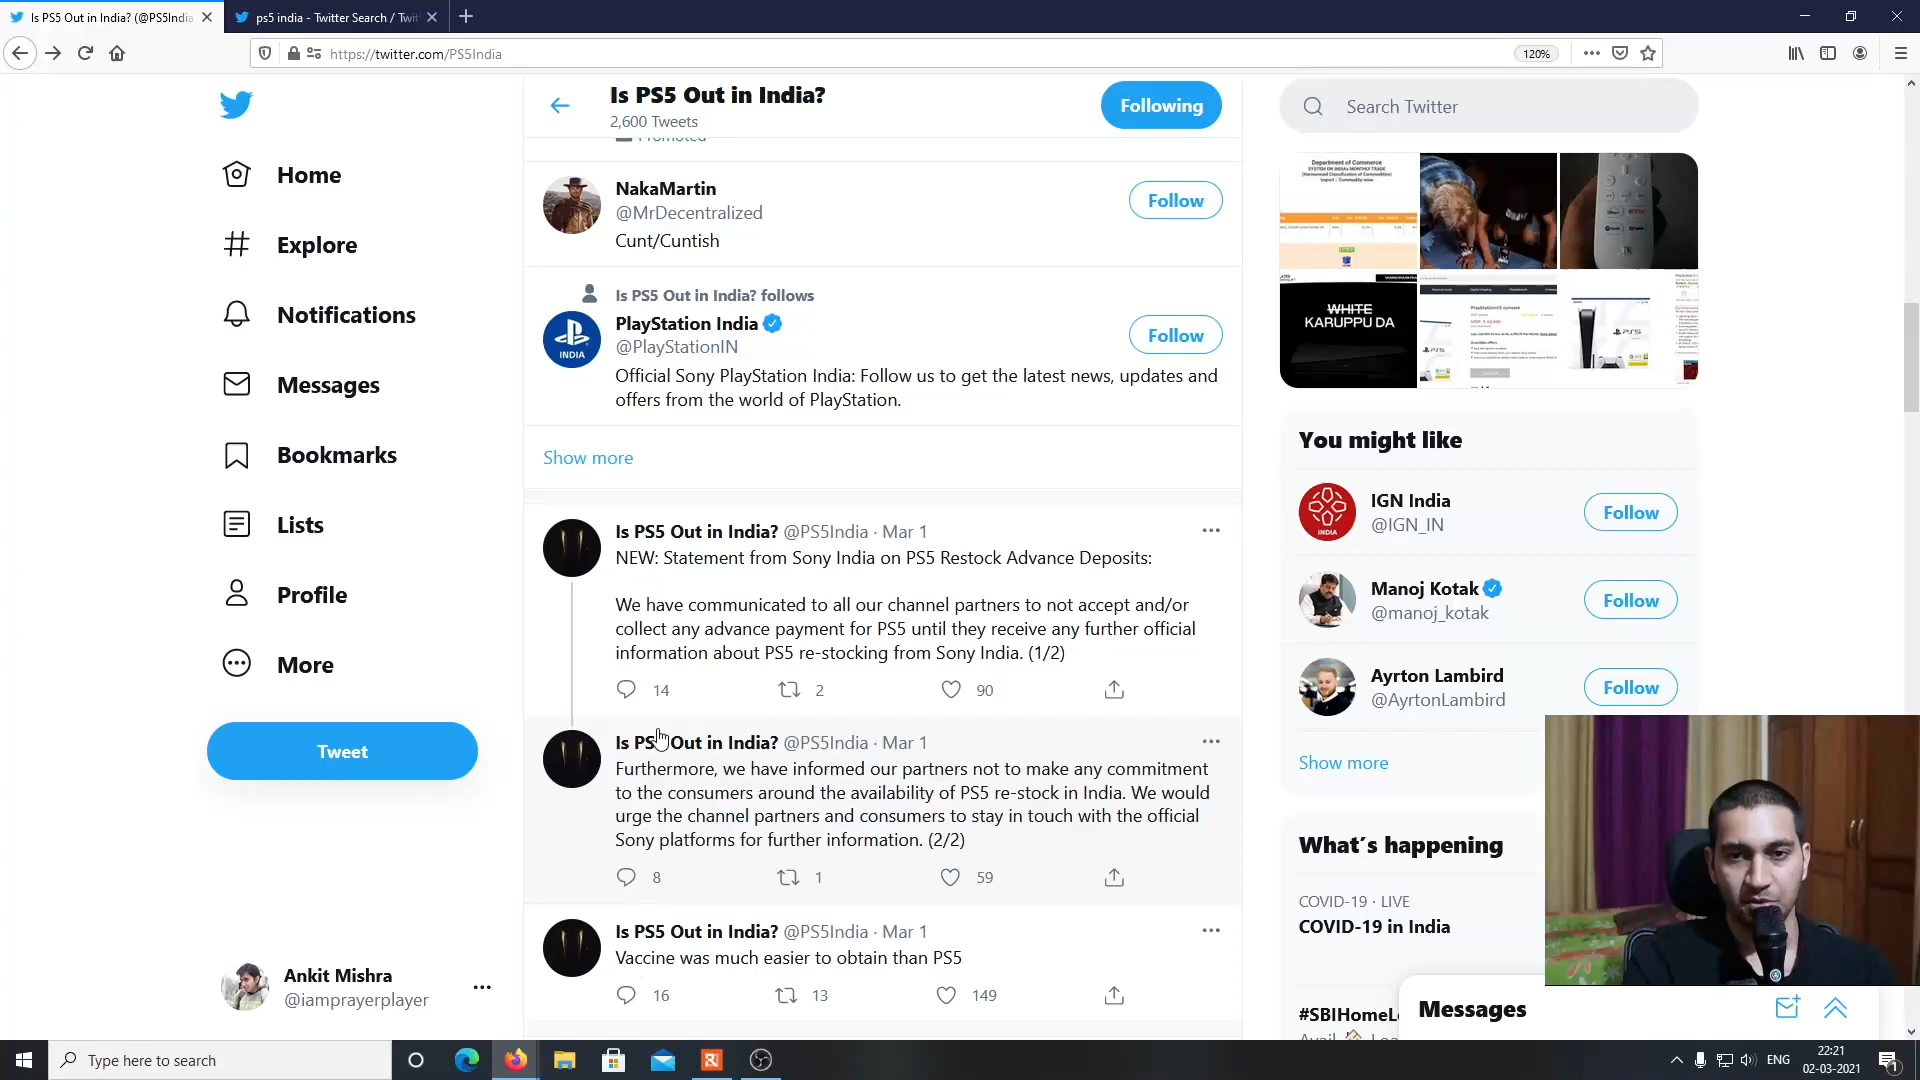 Is PS5 Out in India? (@PS5India
ps5 india - Twitter Search / Twit
https://twitter.com/PS5India
120%
Is PS5 Out in India?
2,600 Tweets
Following
Search Twitter
Home
Explore
Notifications
Messages
Bookmarks
Lists
Profile
More
Tweet
Ankit Mishra
@iamprayerplayer
Promoted
NakaMartin
@MrDecentralized
Cunt/Cuntish
Follow
Is PS5 Out in India? follows
PlayStation India
@PlayStationIN
Follow
Official Sony PlayStation India: Follow us to get the latest news, updates and
offers from the world of PlayStation.
INDIA
Show more
Is PS5 Out in India? @PS5India · Mar 1
NEW: Statement from Sony India on PS5 Restock Advance Deposits:
We have communicated to all our channel partners to not accept and/or
collect any advance payment for PS5 until they receive any further official
information about PS5 re-stocking from Sony India. (1/2)
14 2 90
Is PS5 Out in India? @PS5India · Mar 1
Furthermore, we have informed our partners not to make any commitment
to the consumers around the availability of PS5 re-stock in India. We would
urge the channel partners and consumers to stay in touch with the official
Sony platforms for further information. (2/2)
8 1 59
Is PS5 Out in India? @PS5India · Mar 1
Vaccine was much easier to obtain than PS5
16 13 149
Department of Commerce
WHITE
KARUPPU DA
PS5
You might like
IGN India
@IGN_IN
Follow
INDIA
Manoj Kotak
@manoj_kotak
Follow
Ayrton Lambird
@AyrtonLambird
Follow
Show more
What's happening
COVID-19 · LIVE
COVID-19 in India
#SBIHomeLo
Messages
Type here to search
ENG
22:21
02-03-2021
1